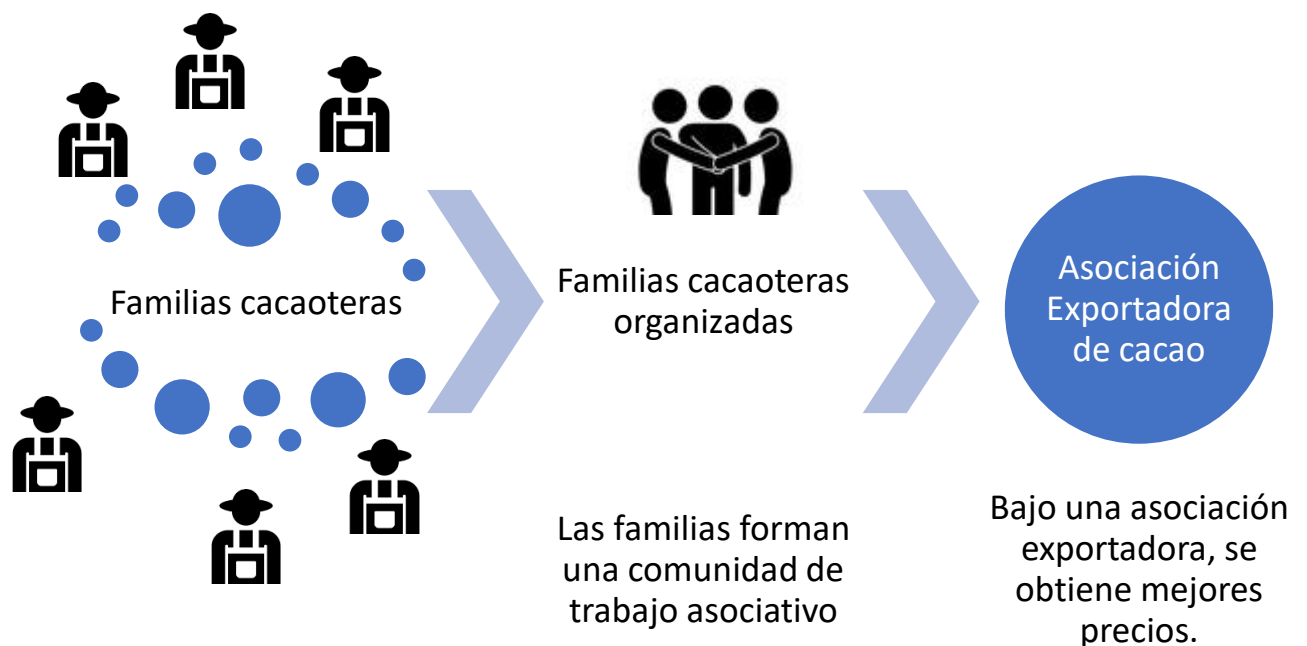 Familias cacaoteras
Familias cacaoteras
organizadas
Asociación
Exportadora
de cacao
Las familias forman
una comunidad de
trabajo asociativo
Bajo una asociación
exportadora, se
obtiene mejores
precios.